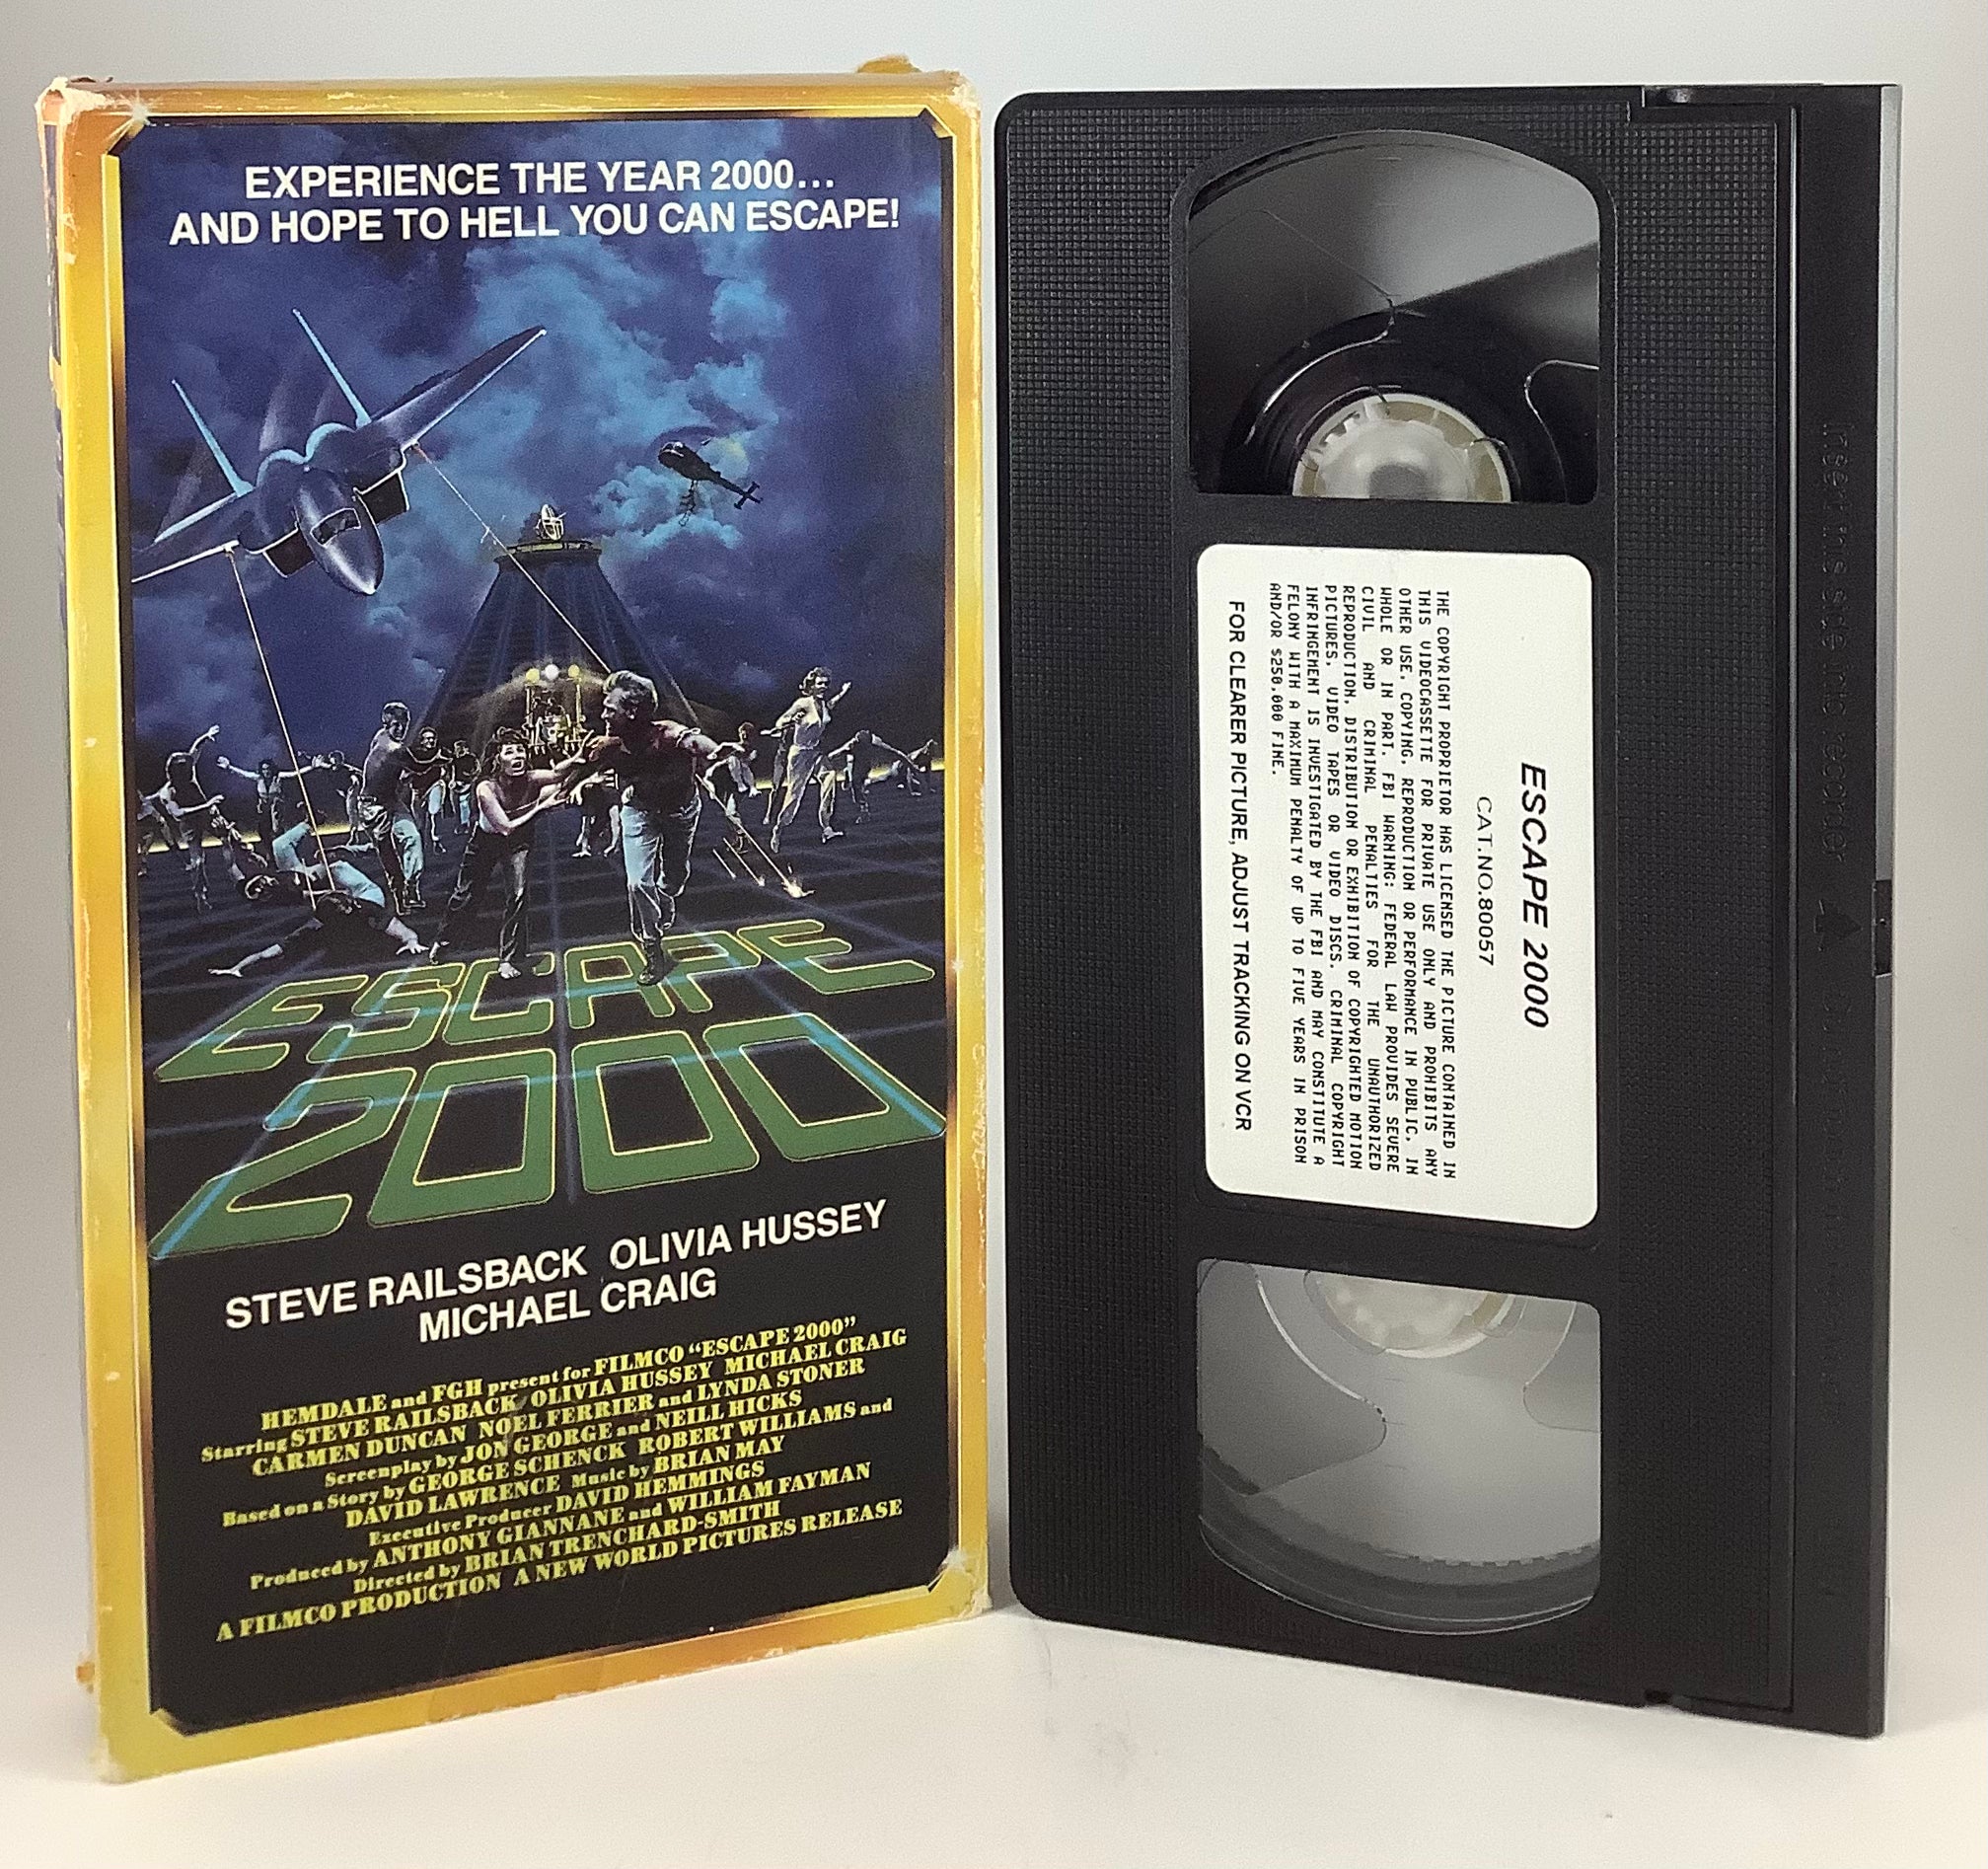 EXPERIENCE THE YEAR 2000...
AND HOPE TO HELL YOU CAN ESCAPE!
ESCAPE
2000
STEVE RAILSBACK OLIVIA HUSSEY
MICHAEL CRAIG
HEMDALE and FGH present for FILMCO “ESCAPE 2000”
Starring STEVE RAILSBACK OLIVIA HUSSEY MICHAEL CRAIG
CARMEN DUNCAN NOEL FERRIER and LYNDA STONER
Screenplay by JON GEORGE and NEILL HICKS
Based on a Story by GEORGE SCHENCK ROBERT WILLIAMS and
DAVID LAWRENCE Music by BRIAN MAY
Executive Producer DAVID HEMMINGS
Produced by ANTHONY GIANNANE and WILLIAM FAYMAN
Directed by BRIAN TRENCHARD-SMITH
A FILMCO PRODUCTION A NEW WORLD PICTURES RELEASE
ESCAPE 2000
CAT.NO.80057
THE COPYRIGHT PROPRIETOR HAS LICENSED THE PICTURE CONTAINED IN
THIS VIDEOCASSETTE FOR PRIVATE USE ONLY AND PROHIBITS ANY
OTHER USE, COPYING, REPRODUCTION OR PERFORMANCE IN PUBLIC, IN
WHOLE OR IN PART. FBI WARNING: FEDERAL LAW PROVIDES SEVERE
CIVIL AND CRIMINAL PENALTIES FOR THE UNAUTHORIZED
REPRODUCTION, DISTRIBUTION OR EXHIBITION OF COPYRIGHTED MOTION
PICTURES, VIDEO TAPES OR VIDEO DISCS. CRIMINAL COPYRIGHT
INFRINGEMENT IS INVESTIGATED BY THE FBI AND MAY CONSTITUTE A
FELONY WITH A MAXIMUM PENALTY OF UP TO FIVE YEARS IN PRISON
AND/OR $250,000 FINE.
FOR CLEARER PICTURE, ADJUST TRACKING ON VCR
Insert this side into recorder